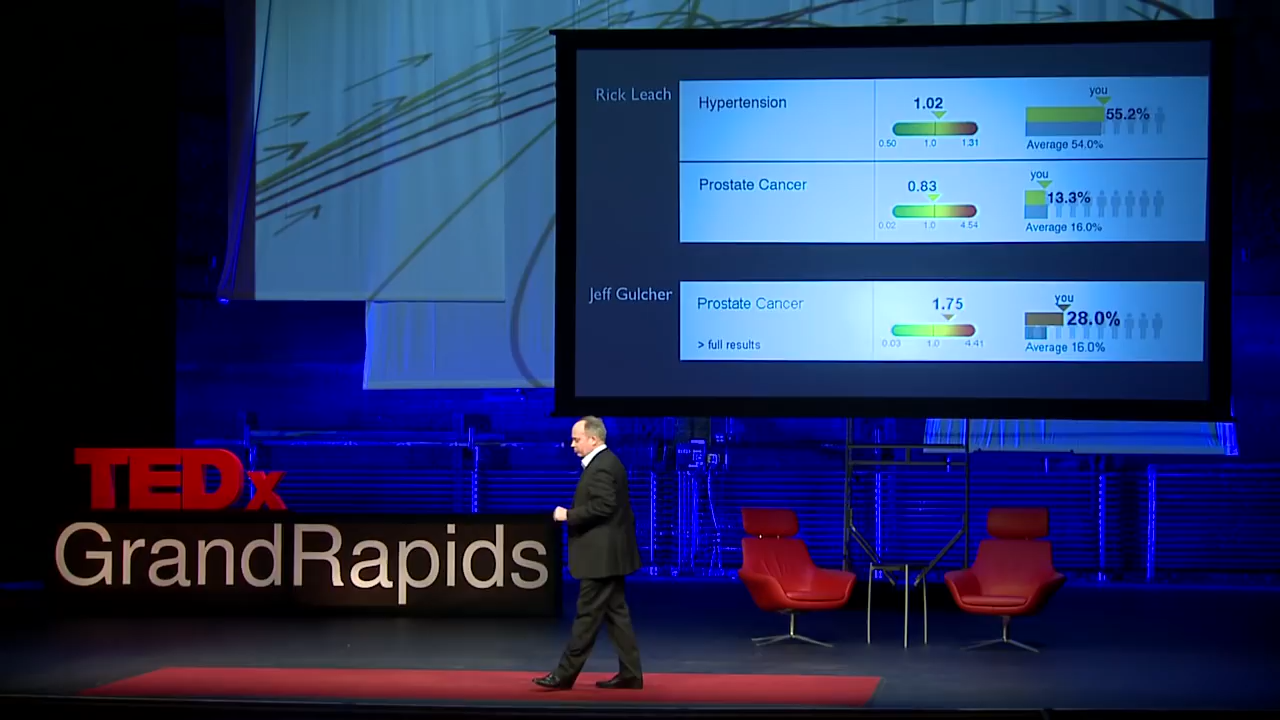 Rick Leach
Hypertension
1.02
0.50 1.0 1.31
you
55.2%
Average 54.0%
Prostate Cancer
0.83
0.02 1.0 4.54
you
13.3%
Average 16.0%
Jeff Gulcher
Prostate Cancer
> full results
1.75
0.03 1.0 4.41
you
28.0%
Average 16.0%
TEDx
GrandRapids